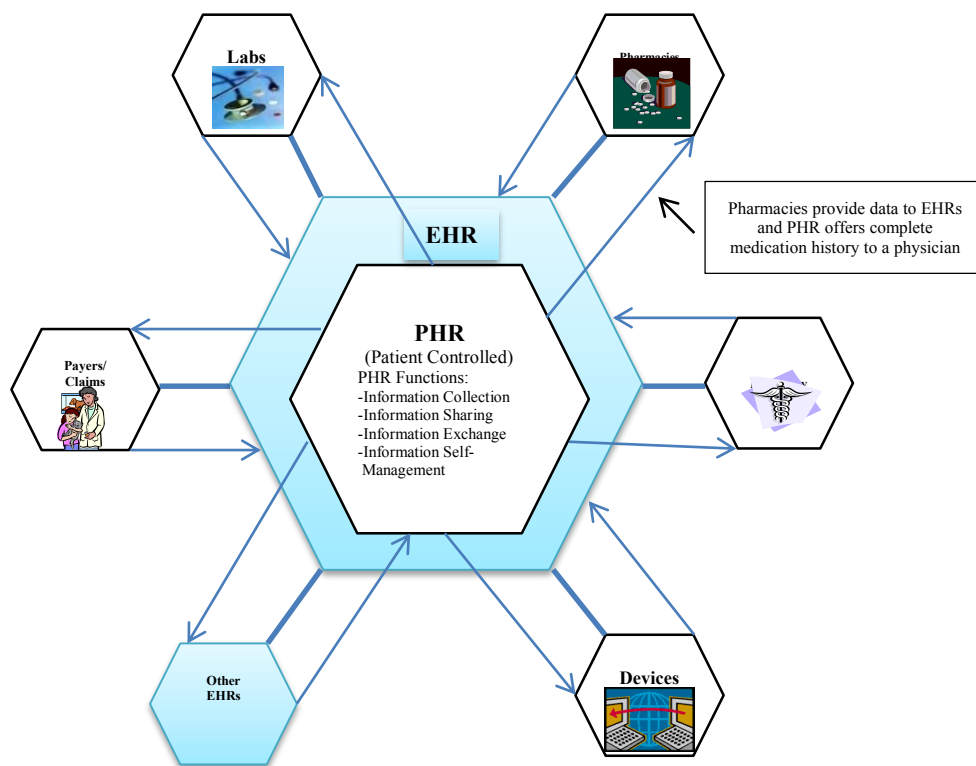 Labs
Pharmacies
EHR
Pharmacies provide data to EHRs
and PHR offers complete
medication history to a physician
PHR
(Patient Controlled)
PHR Functions:
-Information Collection
-Information Sharing
-Information Exchange
-Information Self-
Management
Payers/
Claims
Other
EHRs
Devices